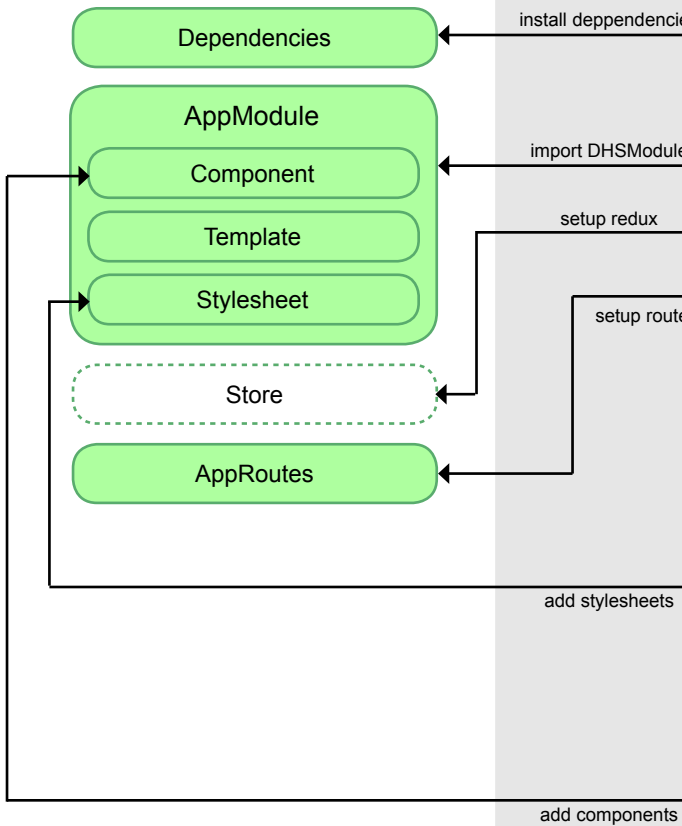 Dependencies
install deppendencie
AppModule
import DHSModule
Component
setup redux
Template
Stylesheet
setup route
Store
AppRoutes
add stylesheets
add components